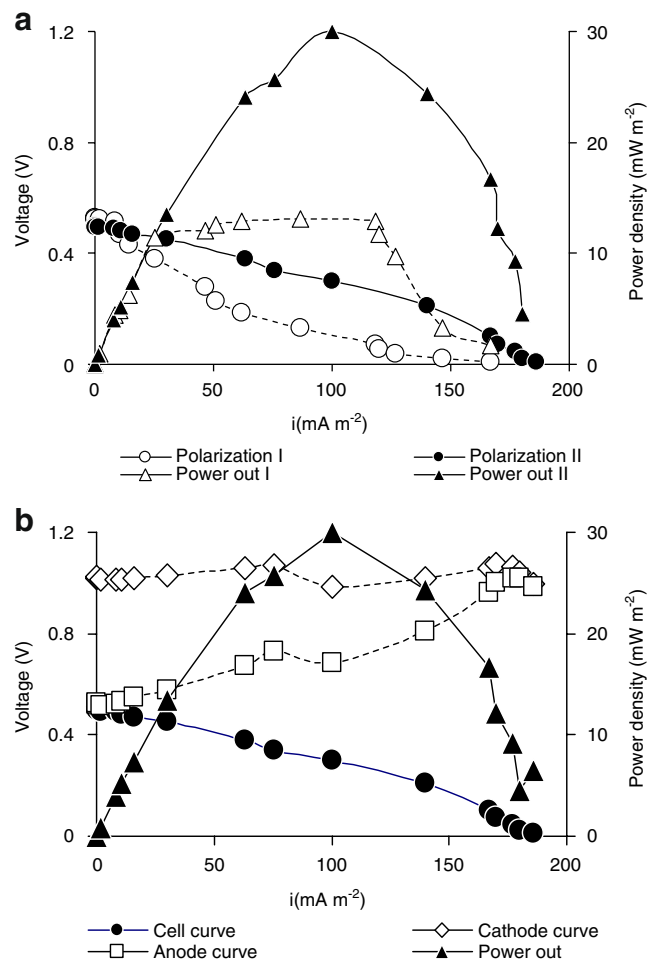 a
1.2
30
0.8
20
0.4
10
0
0
0
50
100
150
200
Voltage (V)
Power density (mW m-2)
i(mA m-2)
Polarization I
Polarization II
Power out I
Power out II
b
1.2
30
0.8
20
0.4
10
0
0
0
50
100
150
200
Voltage (V)
Power density (mW m-2)
i(mA m-2)
Cell curve
Cathode curve
Anode curve
Power out